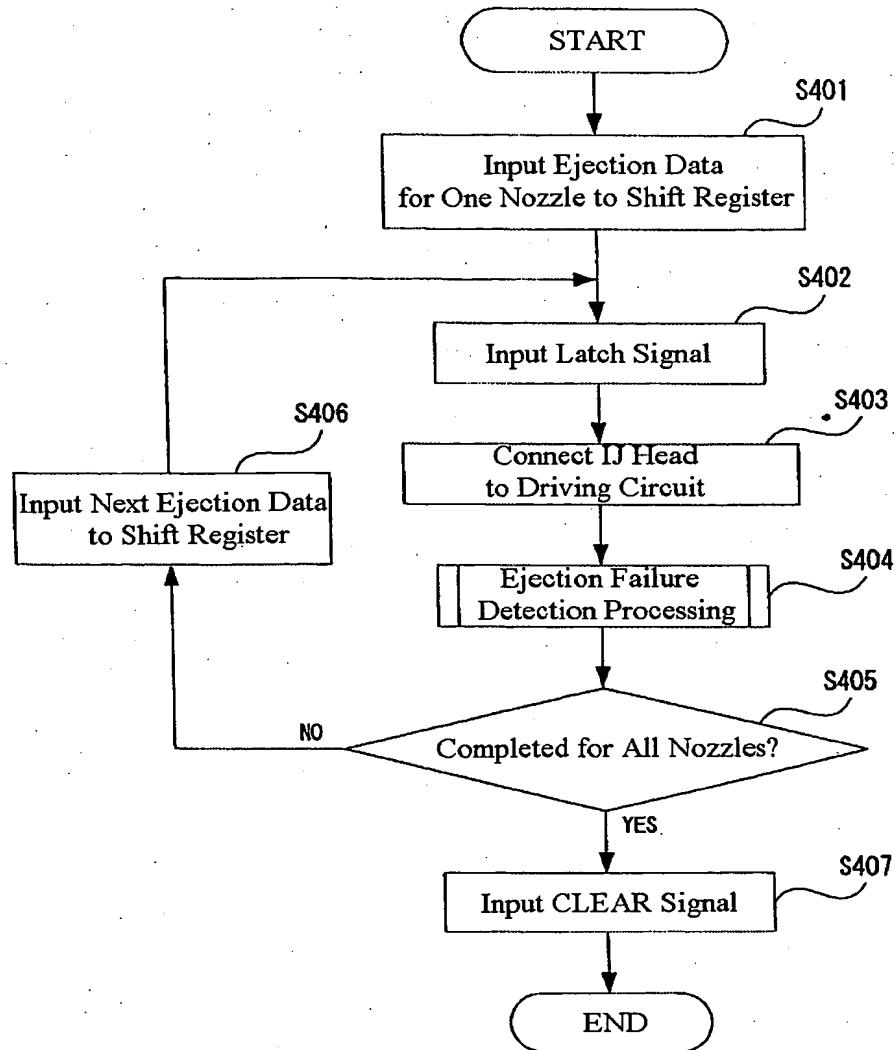 START
S401
Input Ejection Data
for One Nozzle to Shift Register
S402
Input Latch Signal
S403
Connect IJ Head
to Driving Circuit
S406
Input Next Ejection Data
to Shift Register
S404
Ejection Failure
Detection Processing
S405
NO
Completed for All Nozzles?
YES
S407
Input CLEAR Signal
END